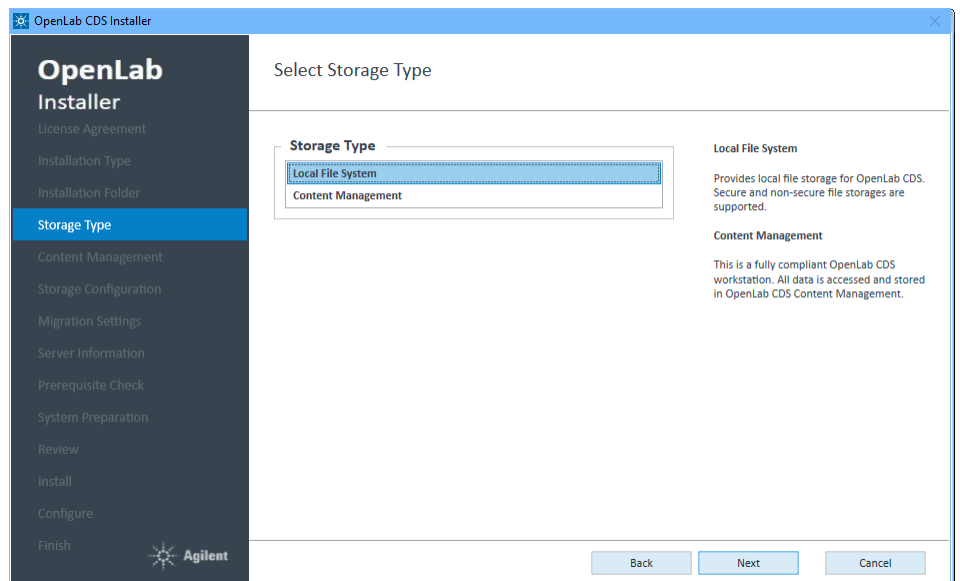 OpenLab CDS Installer
OpenLab
Installer
License Agreement
Installation Type
Installation Folder
Storage Type
Content Management
Storage Configuration
Migration Settings
Server Information
Prerequisite Check
System Preparation
Review
Install
Configure
Finish
Agilent
Select Storage Type
Storage Type
Local File System
Content Management
Local File System
Provides local file storage for OpenLab CDS.
Secure and non-secure file storages are
supported.
Content Management
This is a fully compliant OpenLab CDS
workstation. All data is accessed and stored
in OpenLab CDS Content Management.
Back
Next
Cancel